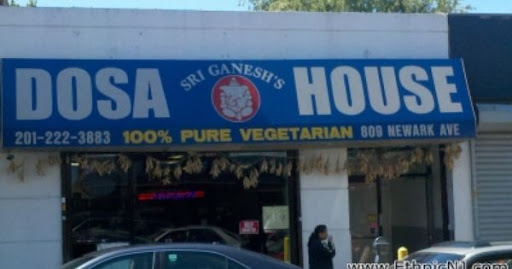 DOSA SRI GANESH'S HOUSE
201-222-3883 100% PURE VEGETARIAN 809 NEWARK AVE
www.EthnicNJ.com